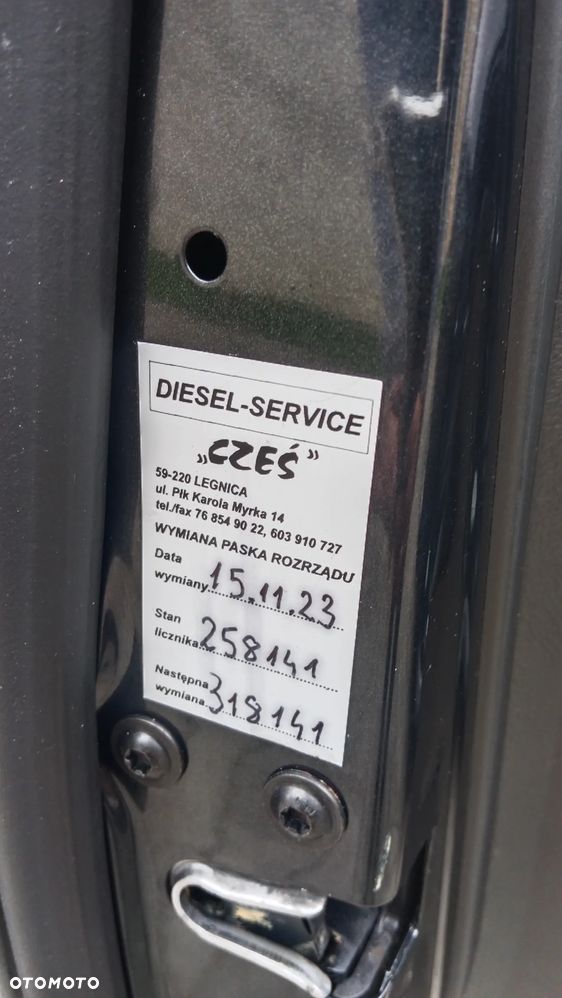 DIESEL-SERVICE
„CZEŚ”
59-220 LEGNICA
ul. Płk Karola Myrka 14
tel./fax 76 854 90 22, 603 910 727
WYMIANA PASKA ROZRZĄDU
Data
wymiany 15.11.23
Stan
licznika 258141
Następna
wymiana 318141
OTOMOTO